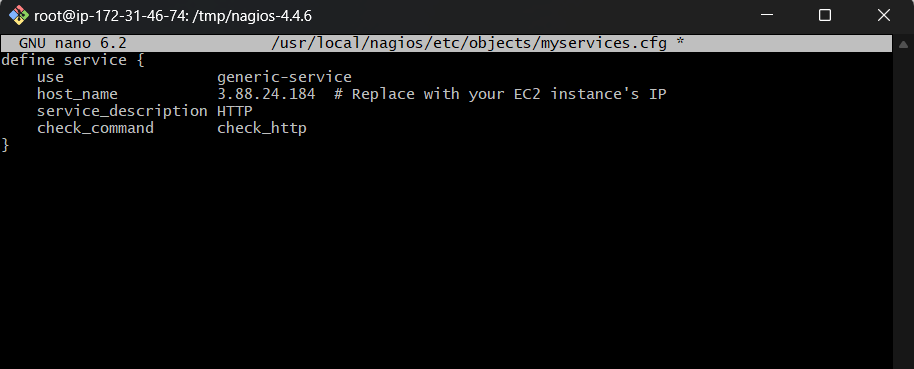 root@ip-172-31-46-74: /tmp/nagios-4.4.6
GNU nano 6.2 /usr/local/nagios/etc/objects/myservices.cfg *
define service {
    use                 generic-service
    host_name           3.88.24.184  # Replace with your EC2 instance's IP
    service_description HTTP
    check_command       check_http
}